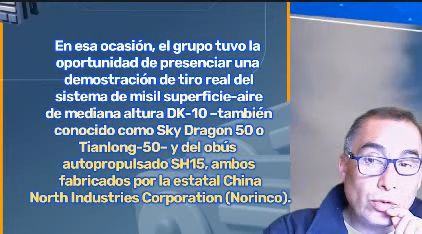 En esa ocasión, el grupo tuvo la
oportunidad de presenciar una
demostración de tiro real del
sistema de misil superficie-aire
de mediana altura DK-10 –también
conocido como Sky Dragon 50 o
Tianlong-50– y del obús
autopropulsado SH15, ambos
fabricados por la estatal China
North Industries Corporation (Norinco).